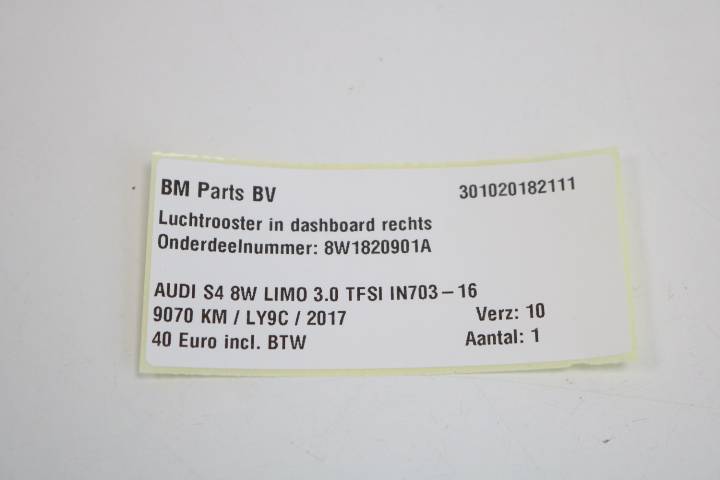 BM Parts BV 301020182111
Luchtrooster in dashboard rechts
Onderdeelnummer: 8W1820901A
AUDI S4 8W LIMO 3.0 TFSI IN703-16
9070 KM / LY9C / 2017 Verz: 10
40 Euro incl. BTW Aantal: 1